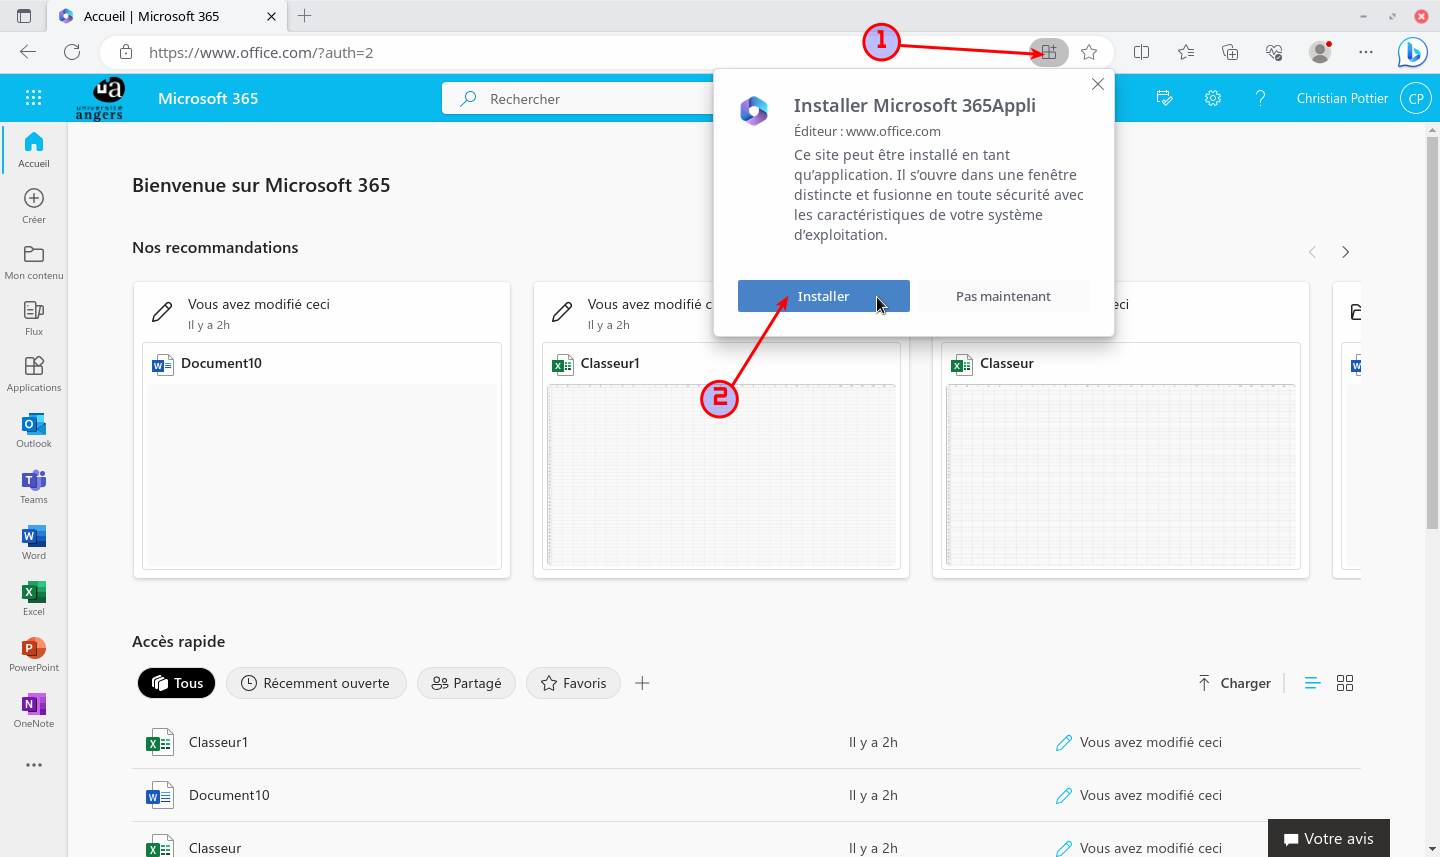 Accueil | Microsoft 365
1
https://www.office.com/?auth=2
ua
université
angers
Microsoft 365
Rechercher
Christian Pottier
CP
Installer Microsoft 365Appli
Éditeur : www.office.com
Ce site peut être installé en tant
qu'application. Il s'ouvre dans une fenêtre
distincte et fusionne en toute sécurité avec
les caractéristiques de votre système
d'exploitation.
Installer
Pas maintenant
2
Accueil
Créer
Mon contenu
Flux
Applications
Outlook
Teams
Word
Excel
PowerPoint
OneNote
Bienvenue sur Microsoft 365
Nos recommandations
Vous avez modifié ceci
Il y a 2h
Document10
Vous avez modifié c
Il y a 2h
Classeur1
eci
Classeur
Accès rapide
Tous
Récemment ouverte
Partagé
Favoris
Charger
Classeur1
Il y a 2h
Vous avez modifié ceci
Document10
Il y a 2h
Vous avez modifié ceci
Classeur
Il y a 2h
Vous avez modifié ceci
Votre avis